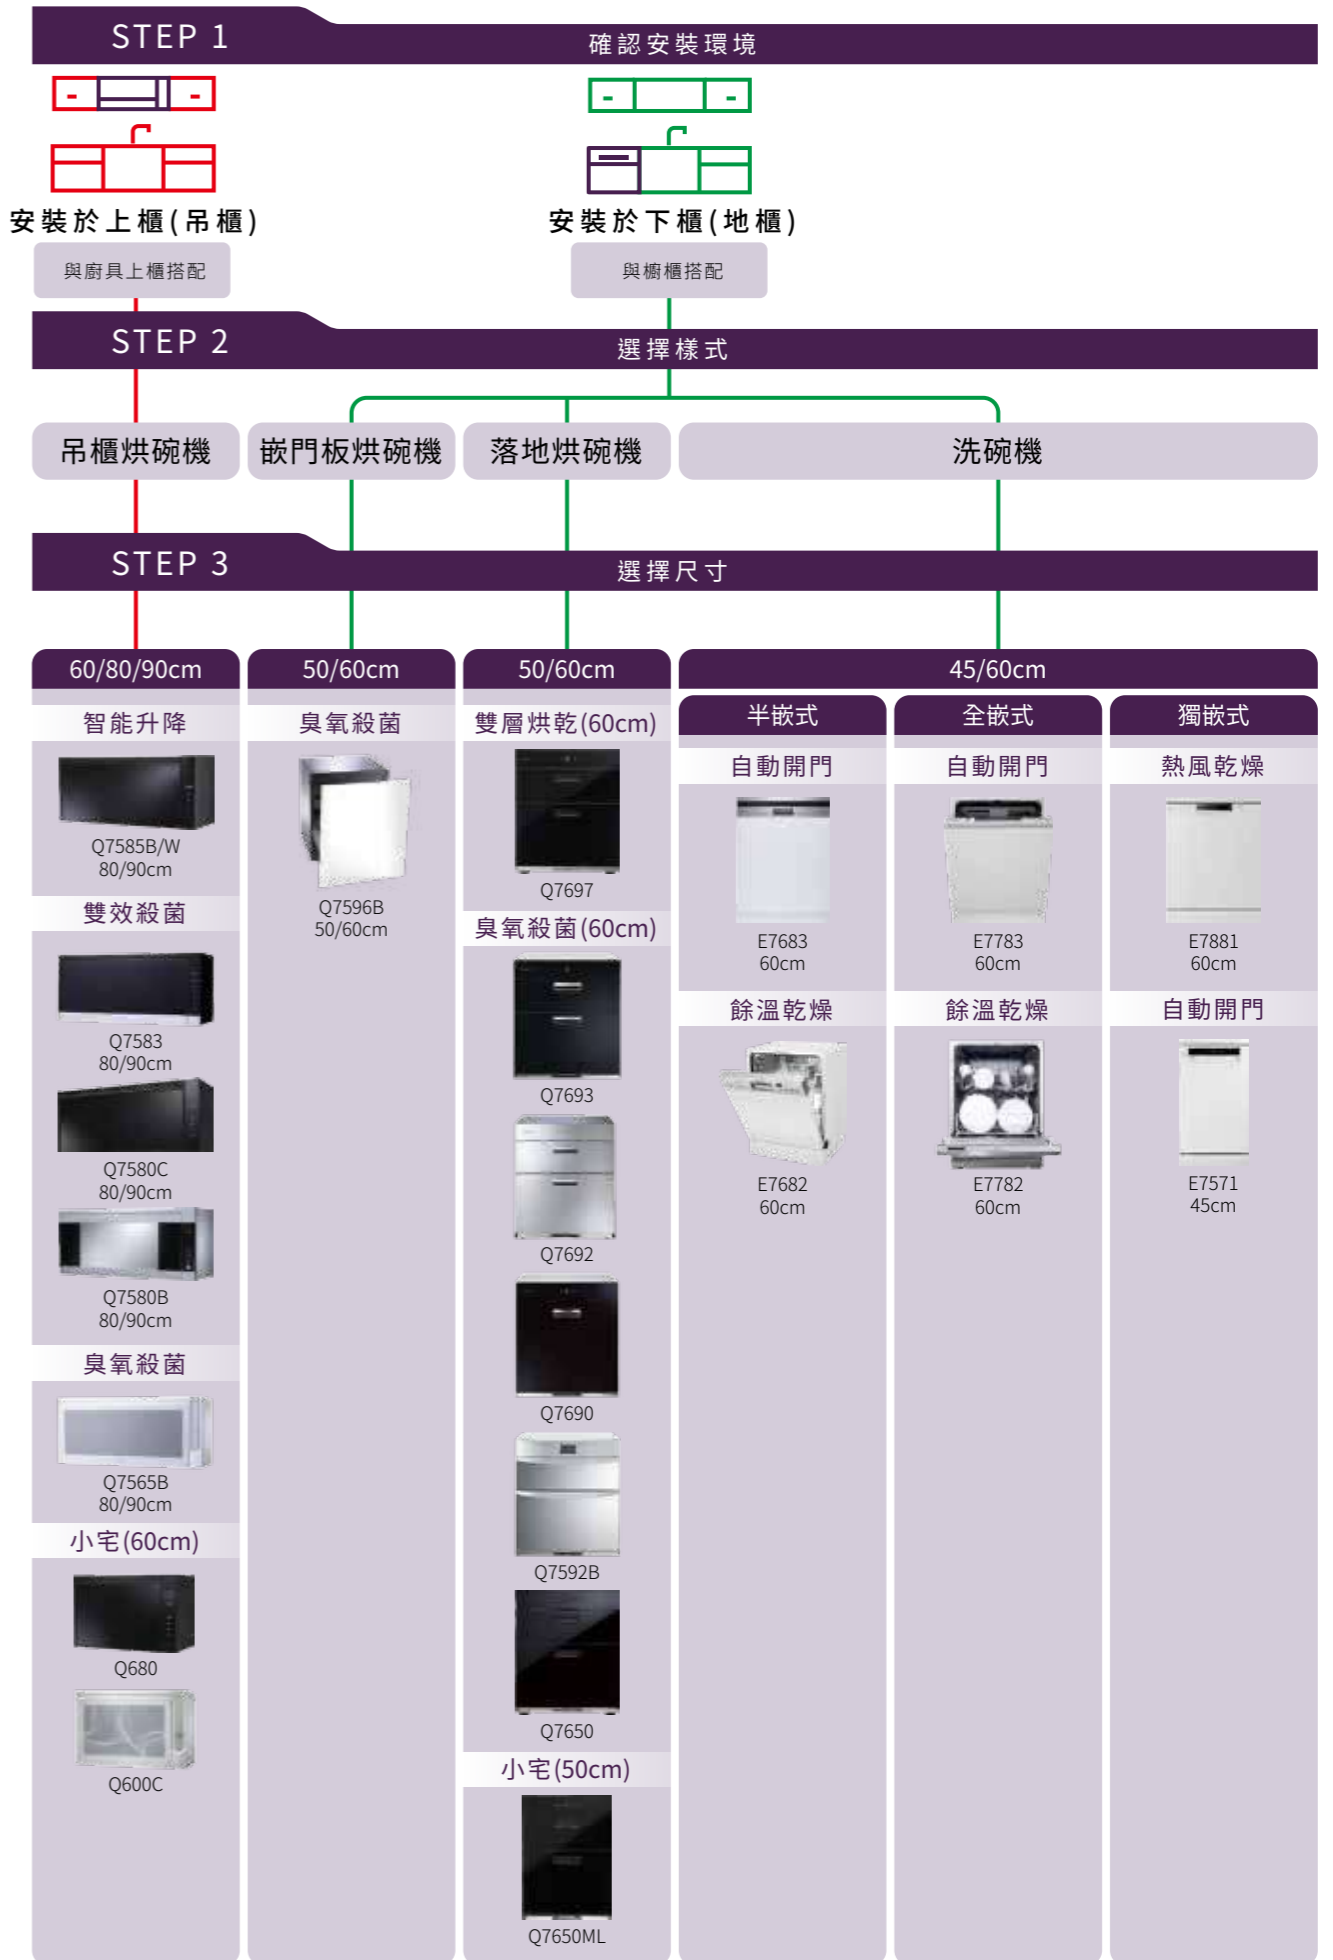 STEP 1
確認安裝環境
安裝於上櫃(吊櫃)
安裝於下櫃(地櫃)
與廚具上櫃搭配
與櫥櫃搭配
STEP 2
選擇樣式
吊櫃烘碗機
嵌門板烘碗機
落地烘碗機
洗碗機
STEP 3
選擇尺寸
60/80/90cm
智能升降
Q7585B/W
80/90cm
雙效殺菌
Q7583
80/90cm
Q7580C
80/90cm
Q7580B
80/90cm
臭氧殺菌
Q7565B
80/90cm
小宅(60cm)
Q680
Q600C
50/60cm
臭氧殺菌
Q7596B
50/60cm
50/60cm
雙層烘乾(60cm)
Q7697
臭氧殺菌(60cm)
Q7693
Q7692
Q7690
Q7592B
Q7650
小宅(50cm)
Q7650ML
45/60cm
半嵌式
自動開門
E7683
60cm
餘溫乾燥
E7682
60cm
全嵌式
自動開門
E7783
60cm
餘溫乾燥
E7782
60cm
獨嵌式
熱風乾燥
E7881
60cm
自動開門
E7571
45cm